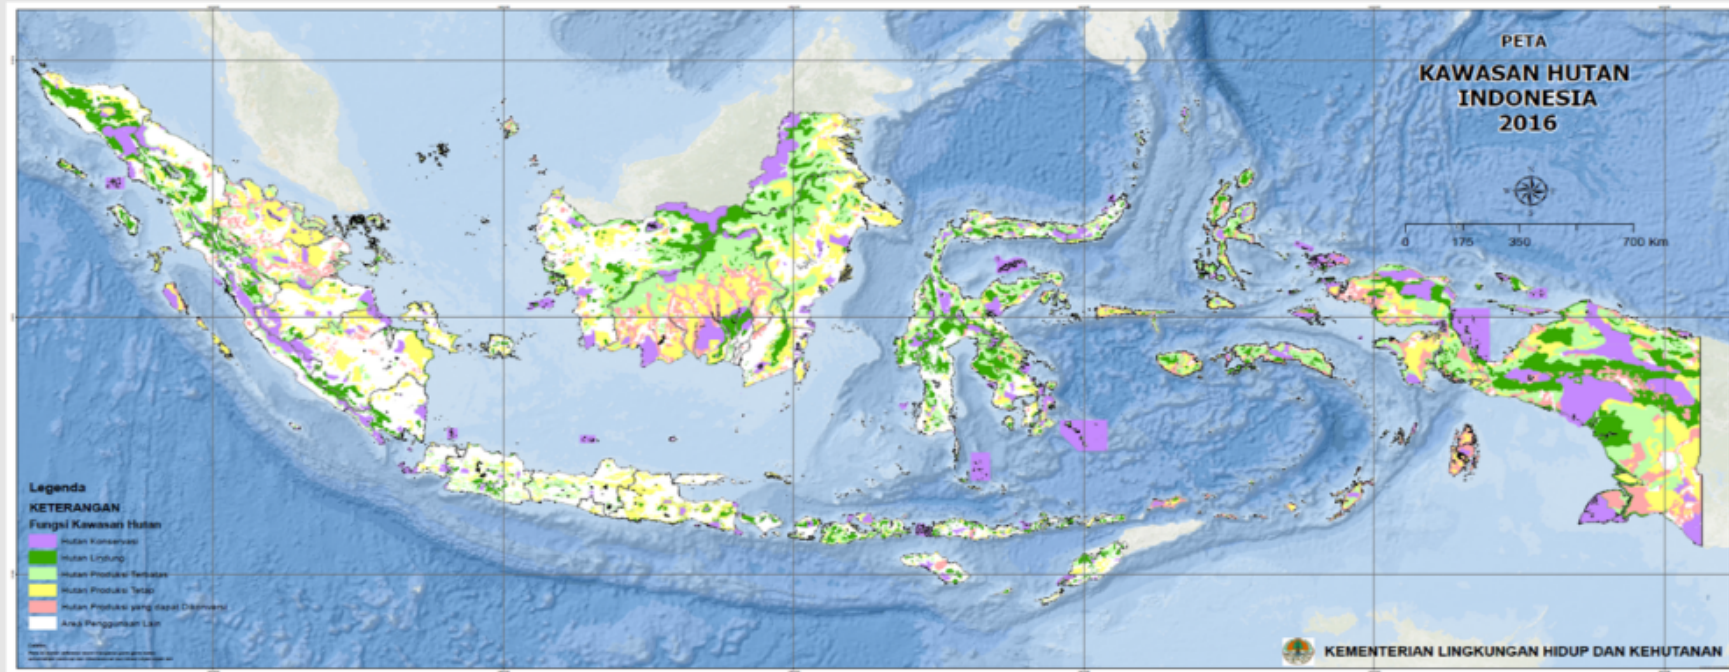 PETA
KAWASAN HUTAN
INDONESIA
2016
0 175 350 700 Km
Legenda
KETERANGAN
Fungsi Kawasan Hutan
Hutan Konservasi
Hutan Lindung
Hutan Produksi Terbatas
Hutan Produksi Tetap
Hutan Produksi yang dapat Dikonversi
Area Penggunaan Lain
KEMENTERIAN LINGKUNGAN HIDUP DAN KEHUTANAN